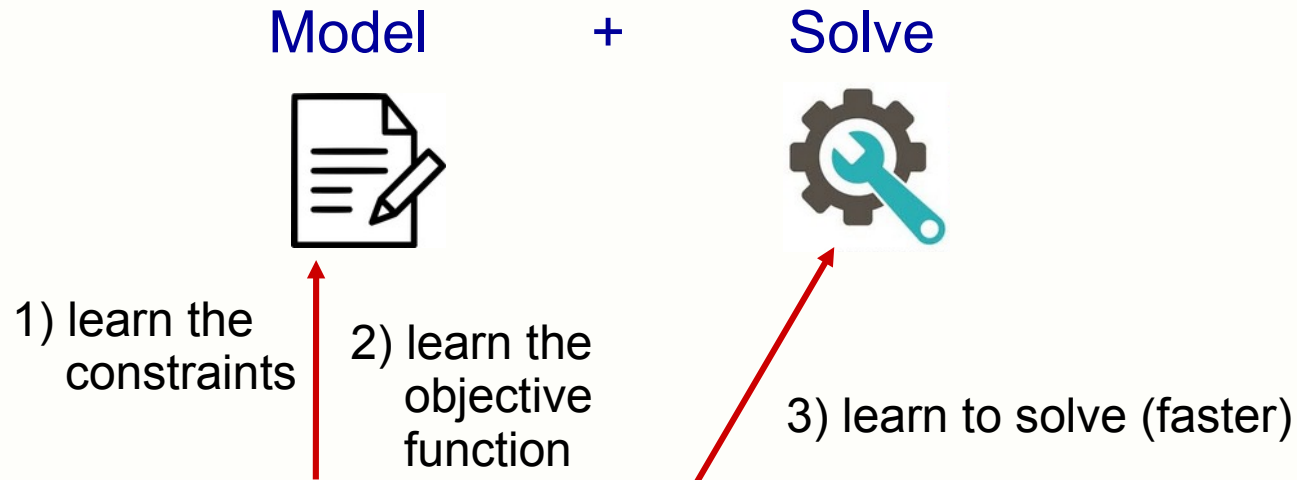 Model + Solve
1) learn the
constraints
2) learn the
objective
function
3) learn to solve (faster)